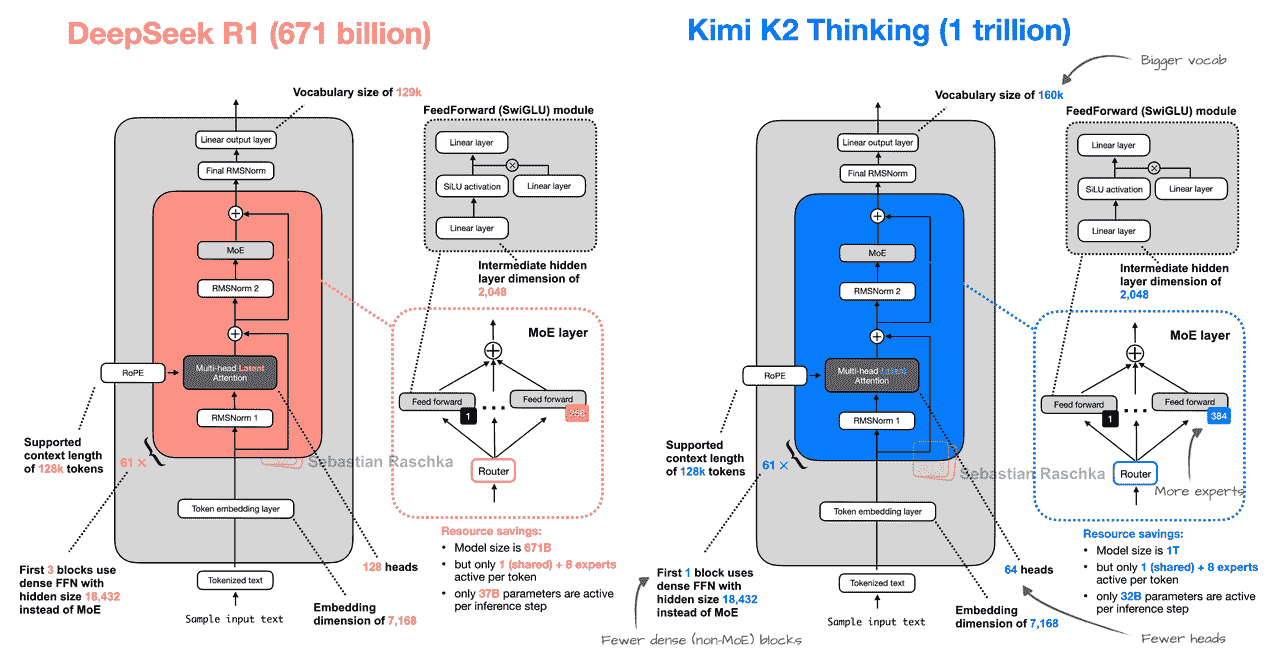 DeepSeek R1 (671 billion)
Vocabulary size of 129k
FeedForward (SwiGLU) module
Linear output layer
Final RMSNorm
Linear layer
SiLU activation
Linear layer
Linear layer
Intermediate hidden
layer dimension of
2,048
MoE
RMSNorm 2
RoPE
Multi-head Latent
Attention
RMSNorm 1
MoE layer
Feed forward
1
Feed forward
256
Router
Supported
context length
of 128k tokens
61 ×
Sebastian Raschka
Token embedding layer
Tokenized text
Sample input text
First 3 blocks use
dense FFN with
hidden size 18,432
instead of MoE
128 heads
Embedding
dimension of 7,168
Resource savings:
• Model size is 671B
• but only 1 (shared) + 8 experts
active per token
• only 37B parameters are active
per inference step
Kimi K2 Thinking (1 trillion)
Bigger vocab
Vocabulary size of 160k
FeedForward (SwiGLU) module
Linear output layer
Final RMSNorm
Linear layer
SiLU activation
Linear layer
Linear layer
Intermediate hidden
layer dimension of
2,048
MoE
RMSNorm 2
RoPE
Multi-head Latent
Attention
RMSNorm 1
MoE layer
Feed forward
1
Feed forward
384
Router
More experts
Supported
context length
of 128k tokens
61 ×
Sebastian Raschka
Token embedding layer
Tokenized text
Sample input text
First 1 block uses
dense FFN with
hidden size 18,432
instead of MoE
Fewer dense (non-MoE) blocks
64 heads
Fewer heads
Embedding
dimension of 7,168
Resource savings:
• Model size is 1T
• but only 1 (shared) + 8 experts
active per token
• only 32B parameters are active
per inference step